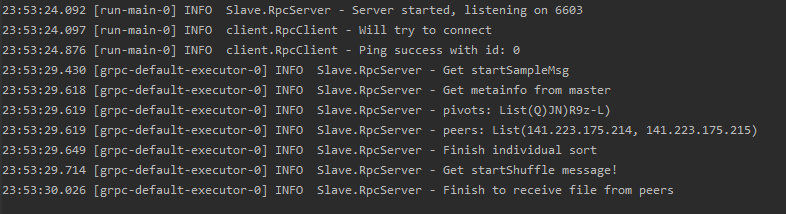 23:53:24.092 [run-main-0] INFO  Slave.RpcServer - Server started, listening on 6603
23:53:24.097 [run-main-0] INFO  client.RpcClient - Will try to connect
23:53:24.876 [run-main-0] INFO  client.RpcClient - Ping success with id: 0
23:53:29.430 [grpc-default-executor-0] INFO  Slave.RpcServer - Get startSampleMsg
23:53:29.618 [grpc-default-executor-0] INFO  Slave.RpcServer - Get metainfo from master
23:53:29.619 [grpc-default-executor-0] INFO  Slave.RpcServer - pivots: List(Q)JN)R9z-L)
23:53:29.619 [grpc-default-executor-0] INFO  Slave.RpcServer - peers: List(141.223.175.214, 141.223.175.215)
23:53:29.649 [grpc-default-executor-0] INFO  Slave.RpcServer - Finish individual sort
23:53:29.714 [grpc-default-executor-0] INFO  Slave.RpcServer - Get startShuffle message!
23:53:30.026 [grpc-default-executor-0] INFO  Slave.RpcServer - Finish to receive file from peers